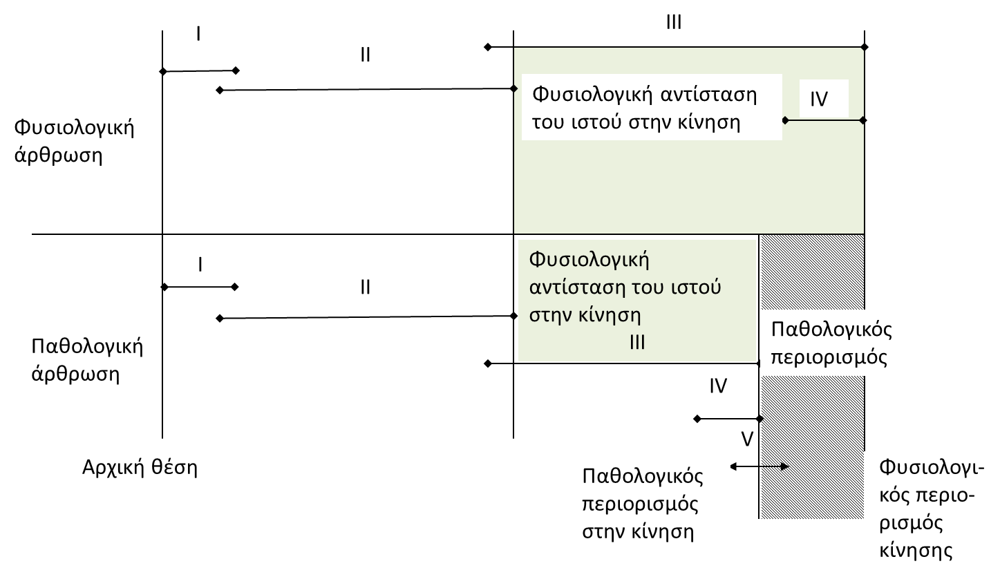 I
II
III
Φυσιολογική αντίσταση
του ιστού στην κίνηση
IV
Φυσιολογική
άρθρωση
I
II
Φυσιολογική
αντίσταση του ιστού
στην κίνηση
III
Παθολογική
άρθρωση
Παθολογικός
περιορισμός
IV
V
Αρχική θέση
Παθολογικός
περιορισμός
στην κίνηση
Φυσιολογι-
κός περιο-
ρισμός
κίνησης